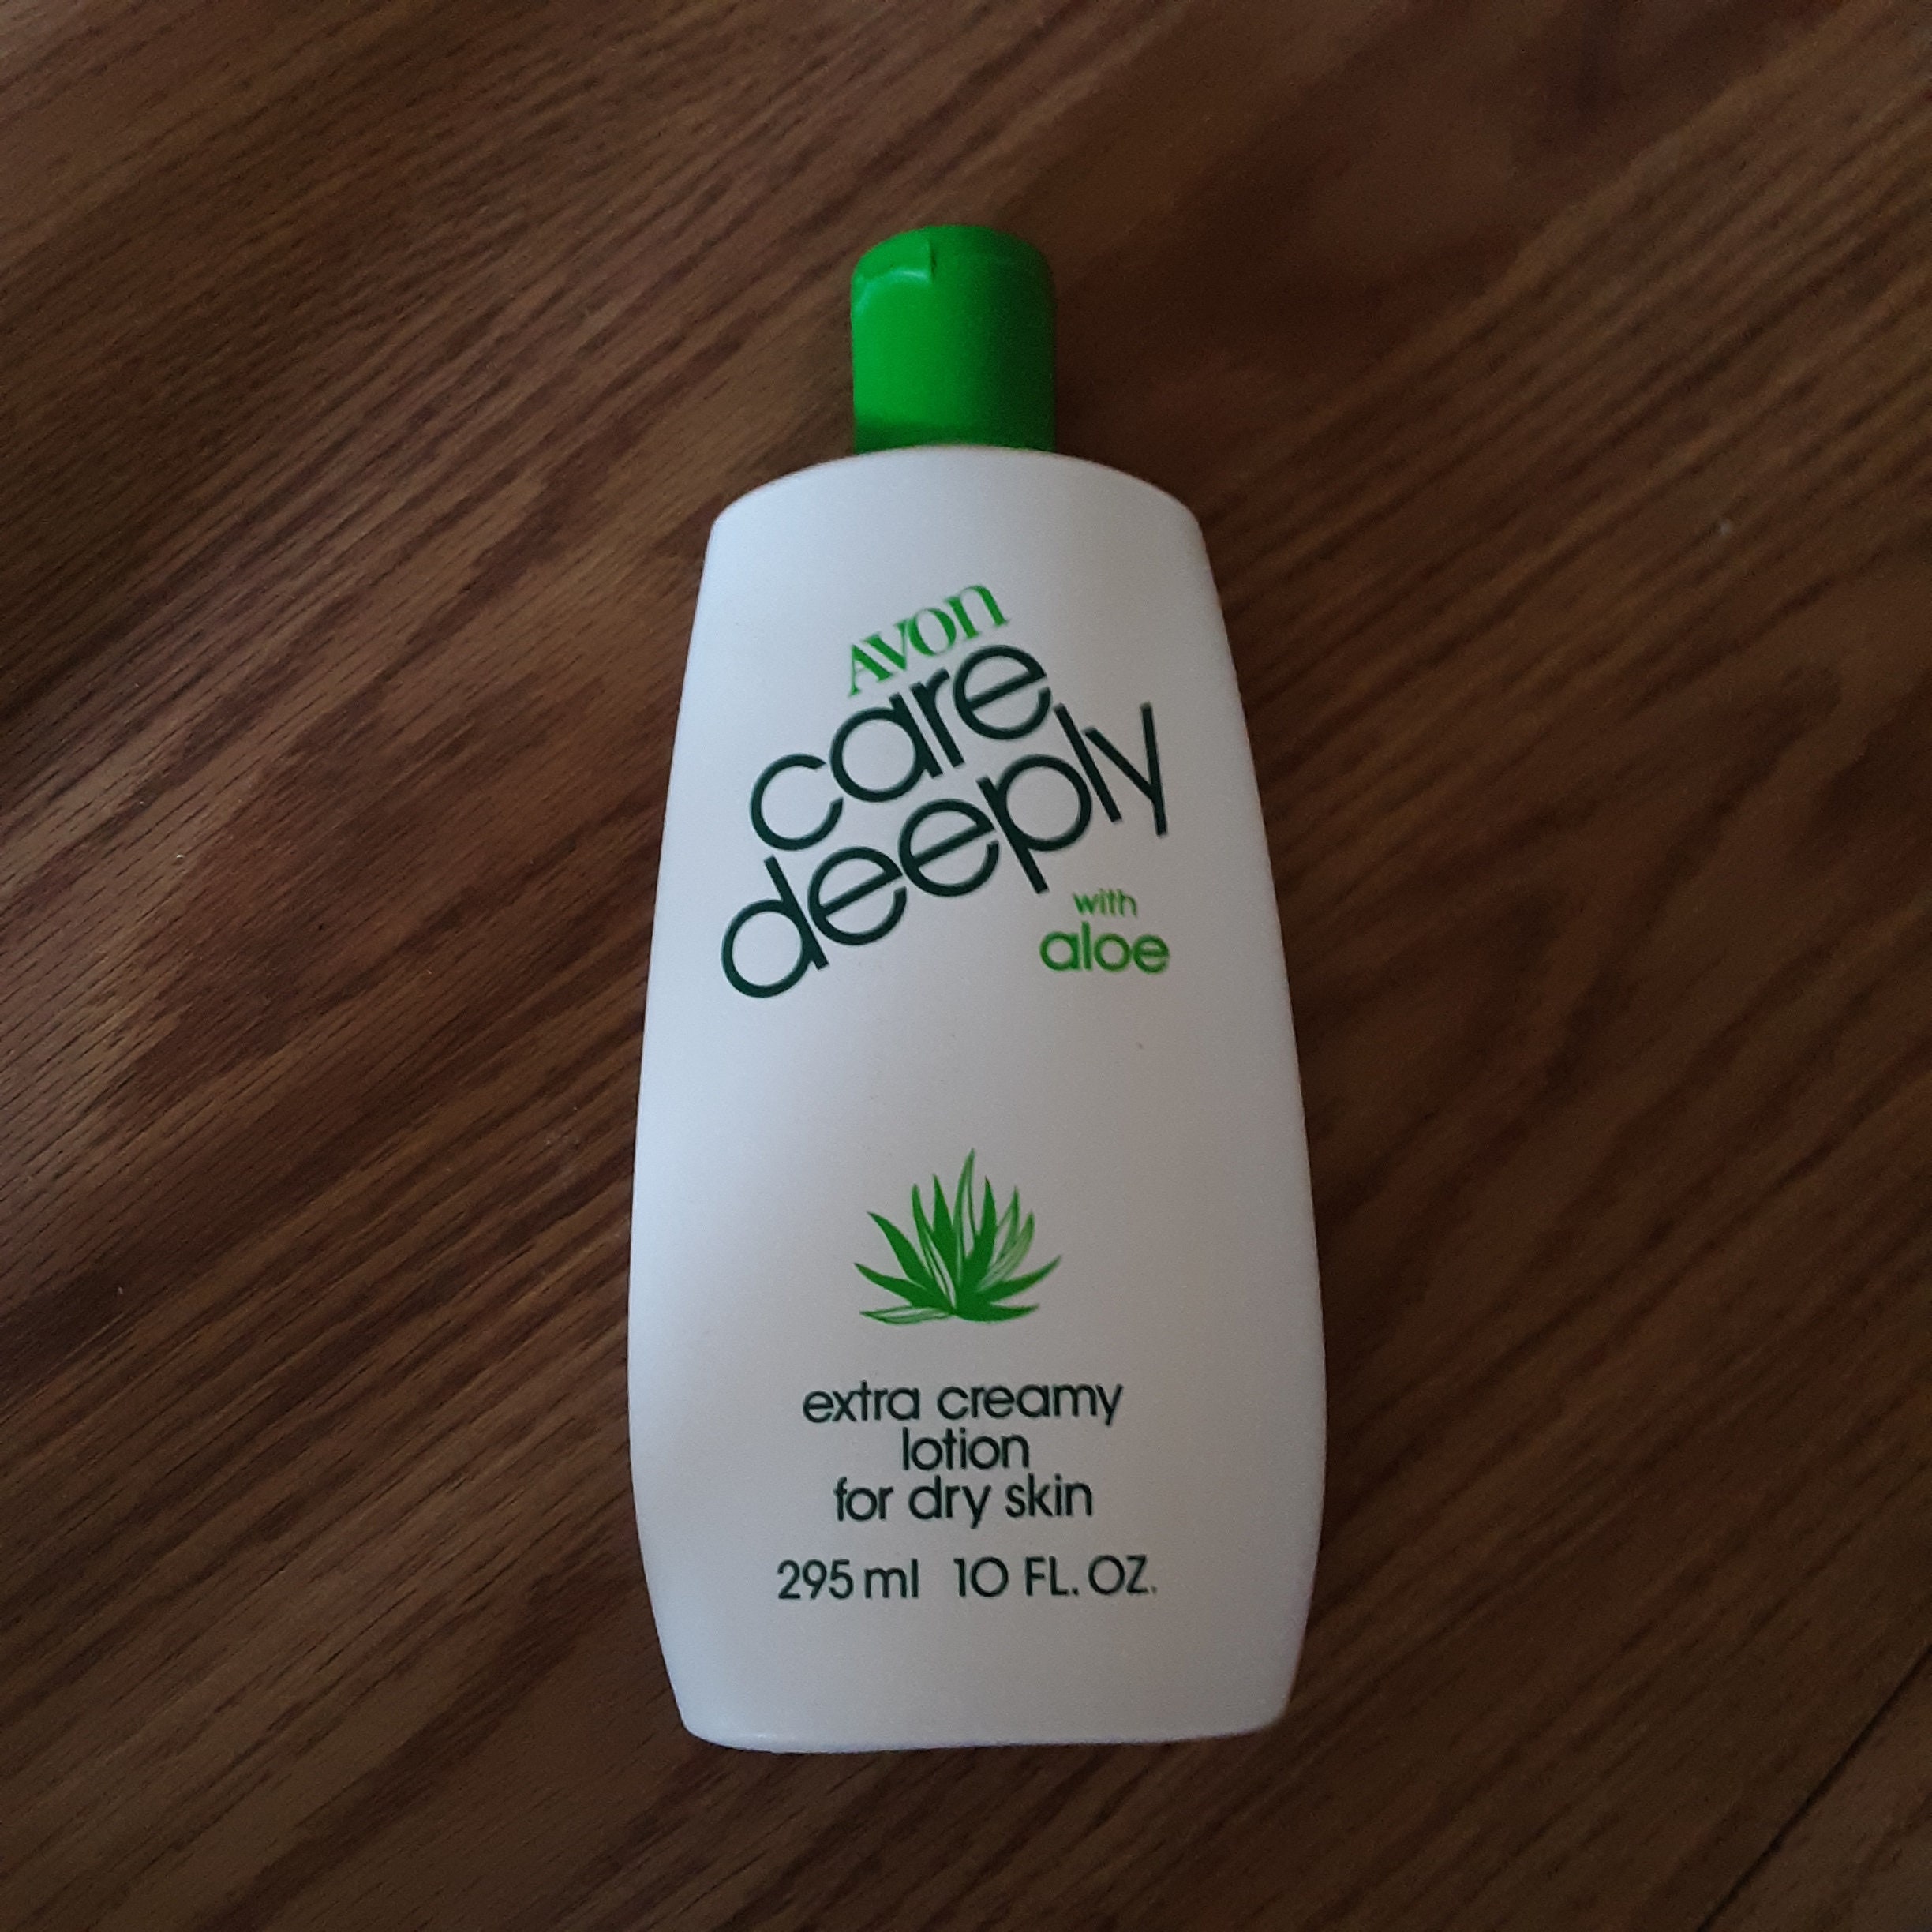 AVON
care
deeply
with
aloe
extra creamy
lotion
for dry skin
295 ml 10 FL. OZ.